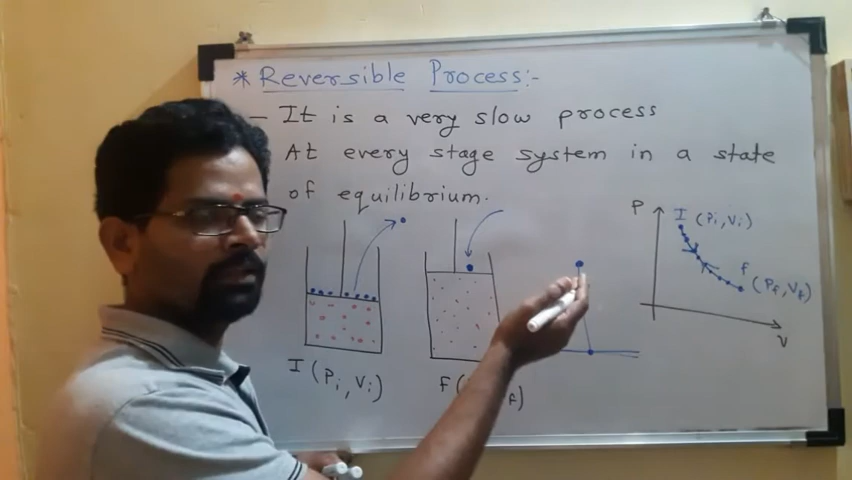 * Reversible Process:-
- It is a very slow process
At every stage system in a state
of equilibrium.
P
I (Pi, Vi)
f
(Pf, Vf)
V
I (Pi, Vi)
F(
f)